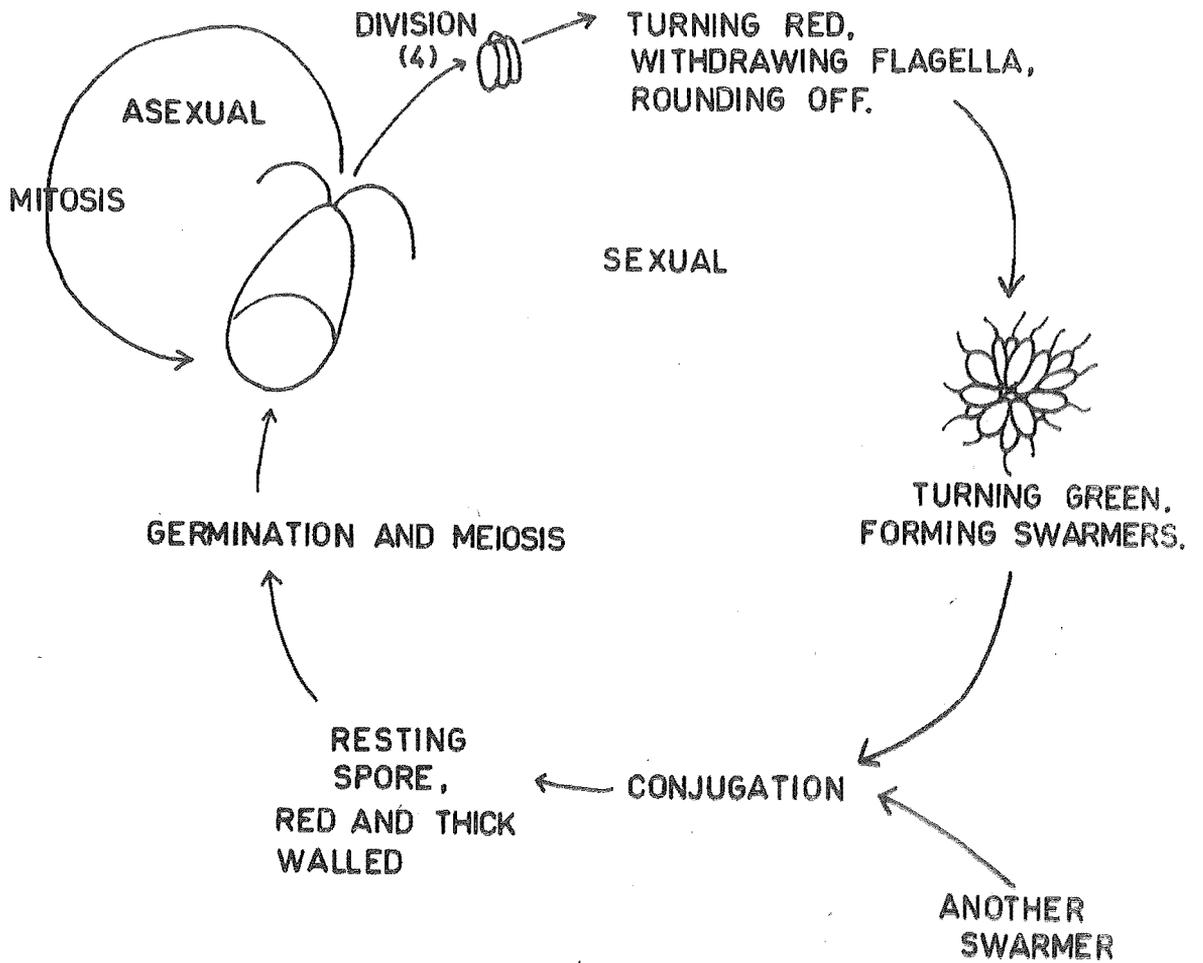 DIVISION
(4)
TURNING RED,
WITHDRAWING FLAGELLA,
ROUNDING OFF.
ASEXUAL
MITOSIS
SEXUAL
TURNING GREEN.
FORMING SWARMERS.
GERMINATION AND MEIOSIS
RESTING
SPORE,
RED AND THICK
WALLED
CONJUGATION
ANOTHER
SWARMER